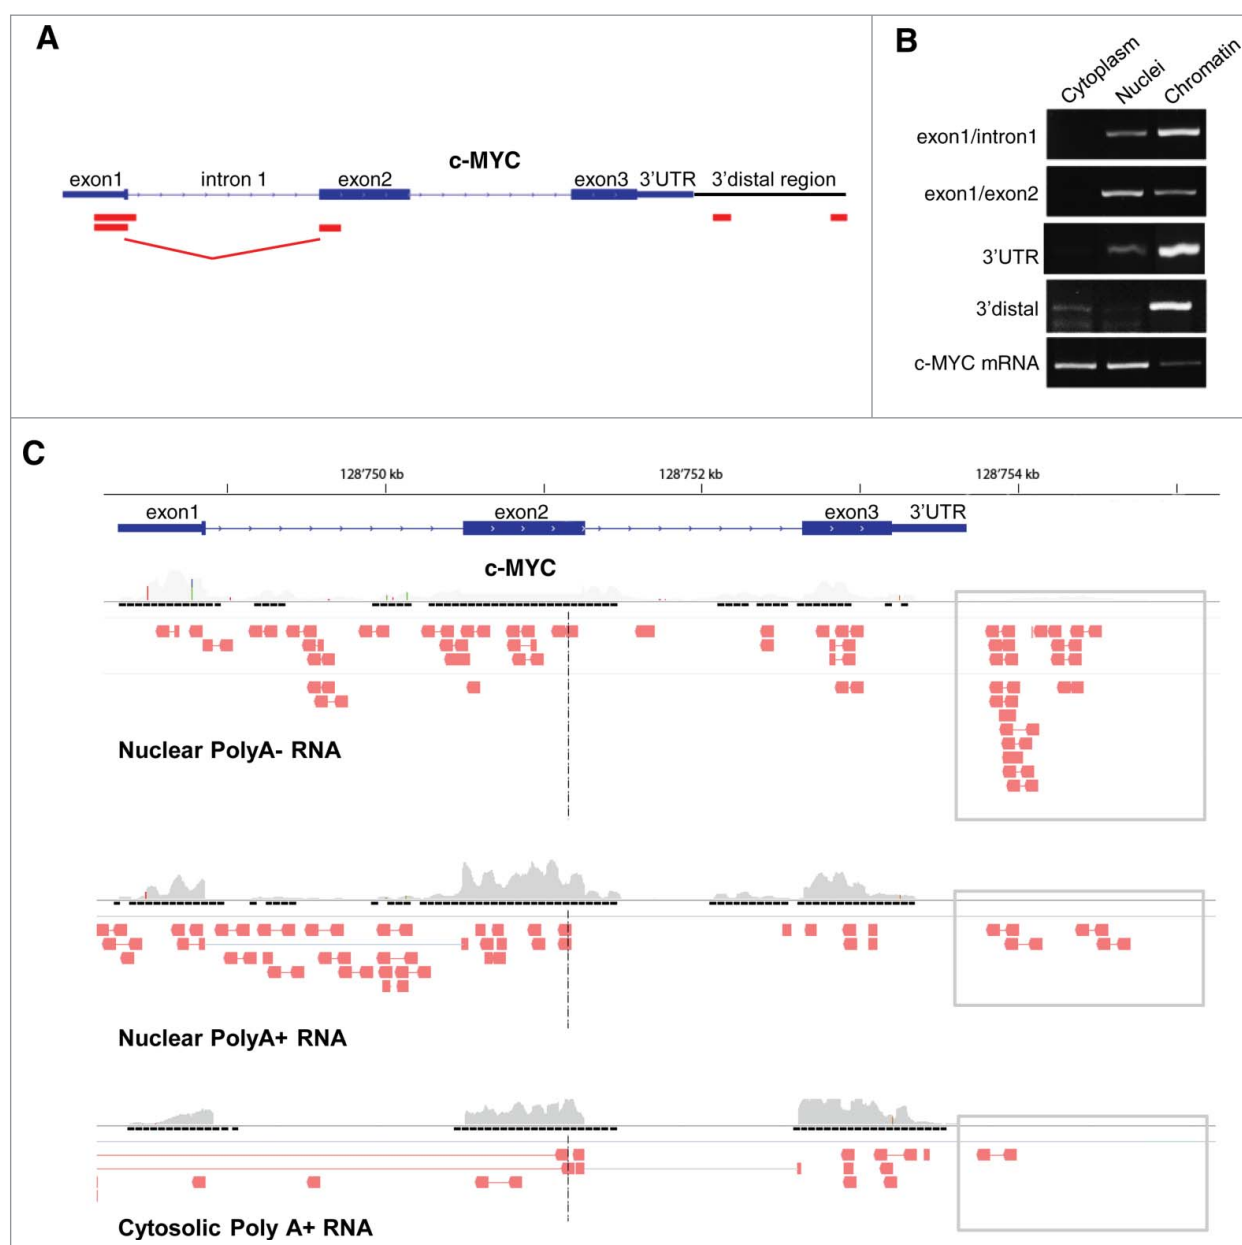 A
c-MYC
exon1 intron 1 exon2 exon3 3'UTR 3'distal region
B
Cytoplasm
Nuclei
Chromatin
exon1/intron1
exon1/exon2
3'UTR
3'distal
c-MYC mRNA
C
128'750 kb 128'752 kb 128'754 kb
exon1 exon2 exon3 3'UTR
c-MYC
Nuclear PolyA- RNA
Nuclear PolyA+ RNA
Cytosolic Poly A+ RNA